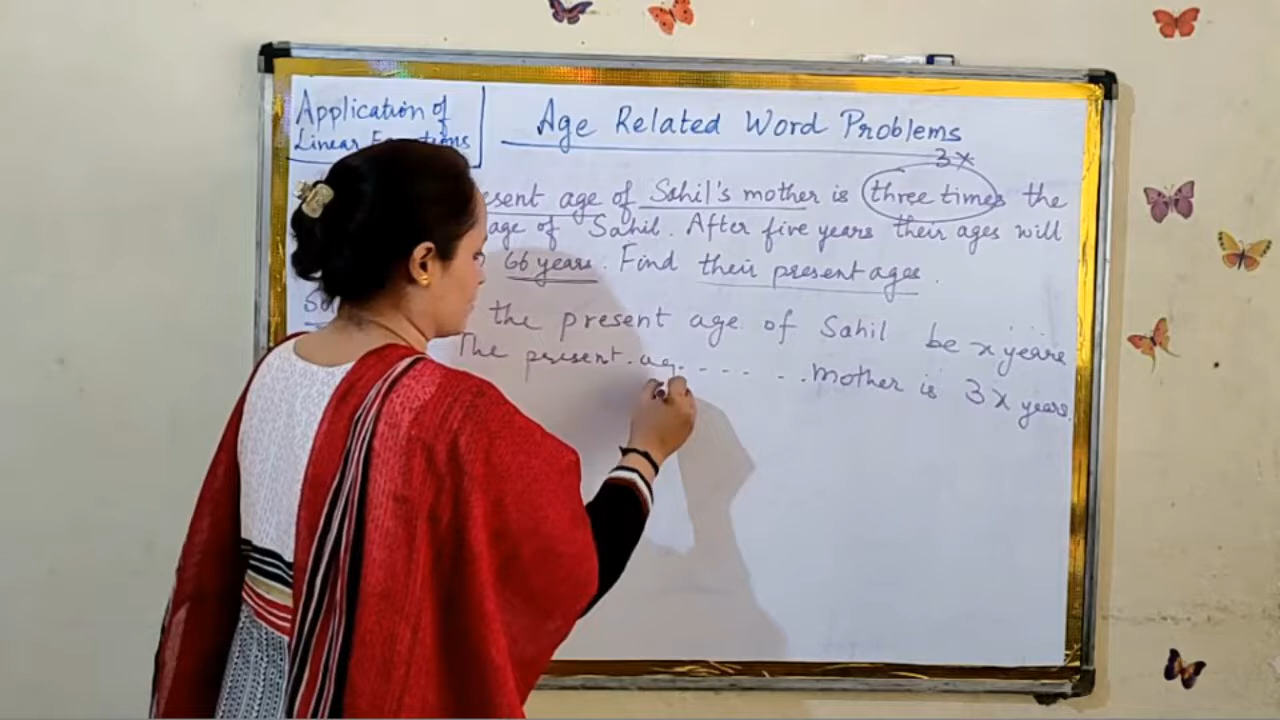 Application of
Linear Equations
Age Related Word Problems
3x
esent age of Sahil's mother is three times the
age of Sahil. After five years their ages will
66 years. Find their present ages.
the present age of Sahil be x years
The present ag..... mother is 3x years.